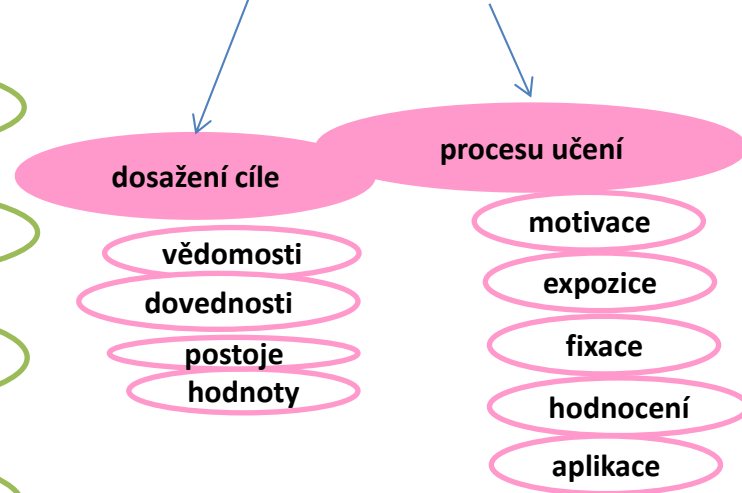 dosažení cíle
vědomosti
dovednosti
postoje
hodnoty
procesu učení
motivace
expozice
fixace
hodnocení
aplikace